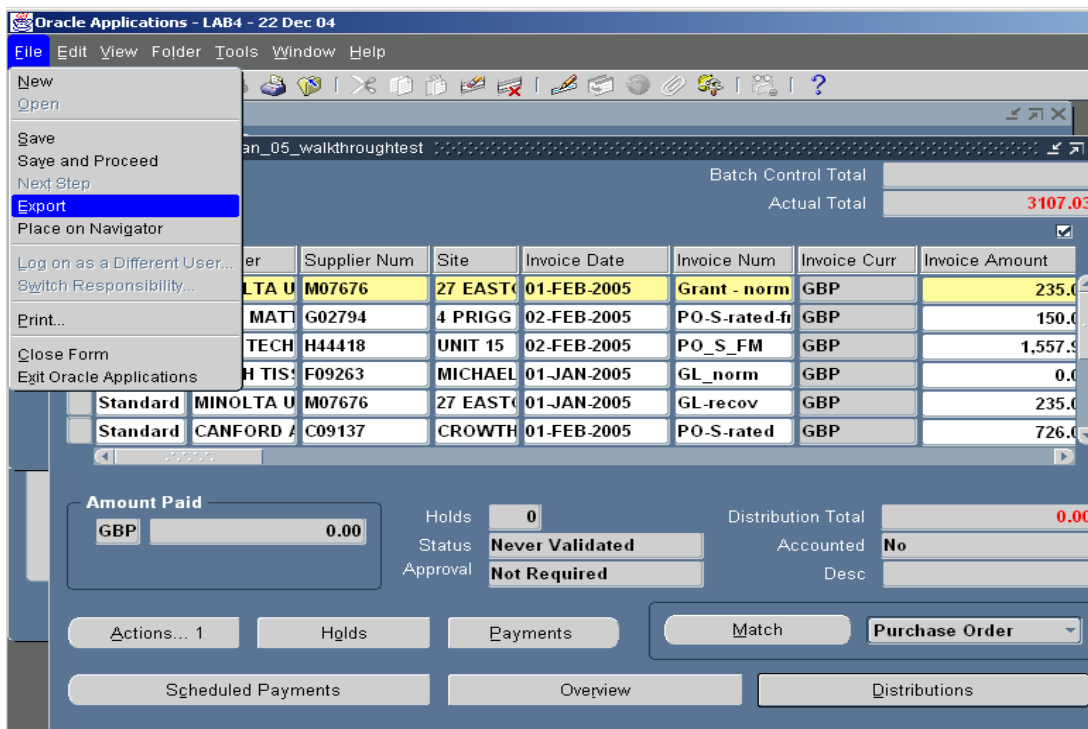 Oracle Applications - LAB4 - 22 Dec 04
File Edit View Folder Tools Window Help
New
Open
Save
Save and Proceed
Next Step
Export
Place on Navigator
Log on as a Different User...
Switch Responsibility...
Print...
Close Form
Exit Oracle Applications
an_05_walkthroughtest
Batch Control Total
Actual Total 3107.03
er Supplier Num Site Invoice Date Invoice Num Invoice Curr Invoice Amount
LTA U M07676 27 EAST 01-FEB-2005 Grant - norm GBP 235.0
MAT G02794 4 PRIGG 02-FEB-2005 PO-S-rated-f GBP 150.0
TECH H44418 UNIT 15 02-FEB-2005 PO_S_FM GBP 1,557.9
H TIS F09263 MICHAEL 01-JAN-2005 GL_norm GBP 0.0
Standard MINOLTA U M07676 27 EAST 01-JAN-2005 GL-recov GBP 235.0
Standard CANFORD C09137 CROWTH 01-FEB-2005 PO-S-rated GBP 726.0
Amount Paid
GBP 0.00
Holds 0
Distribution Total 0.00
Status Never Validated
Accounted No
Approval Not Required
Desc
Actions... 1 Holds Payments Match Purchase Order
Scheduled Payments Overview Distributions